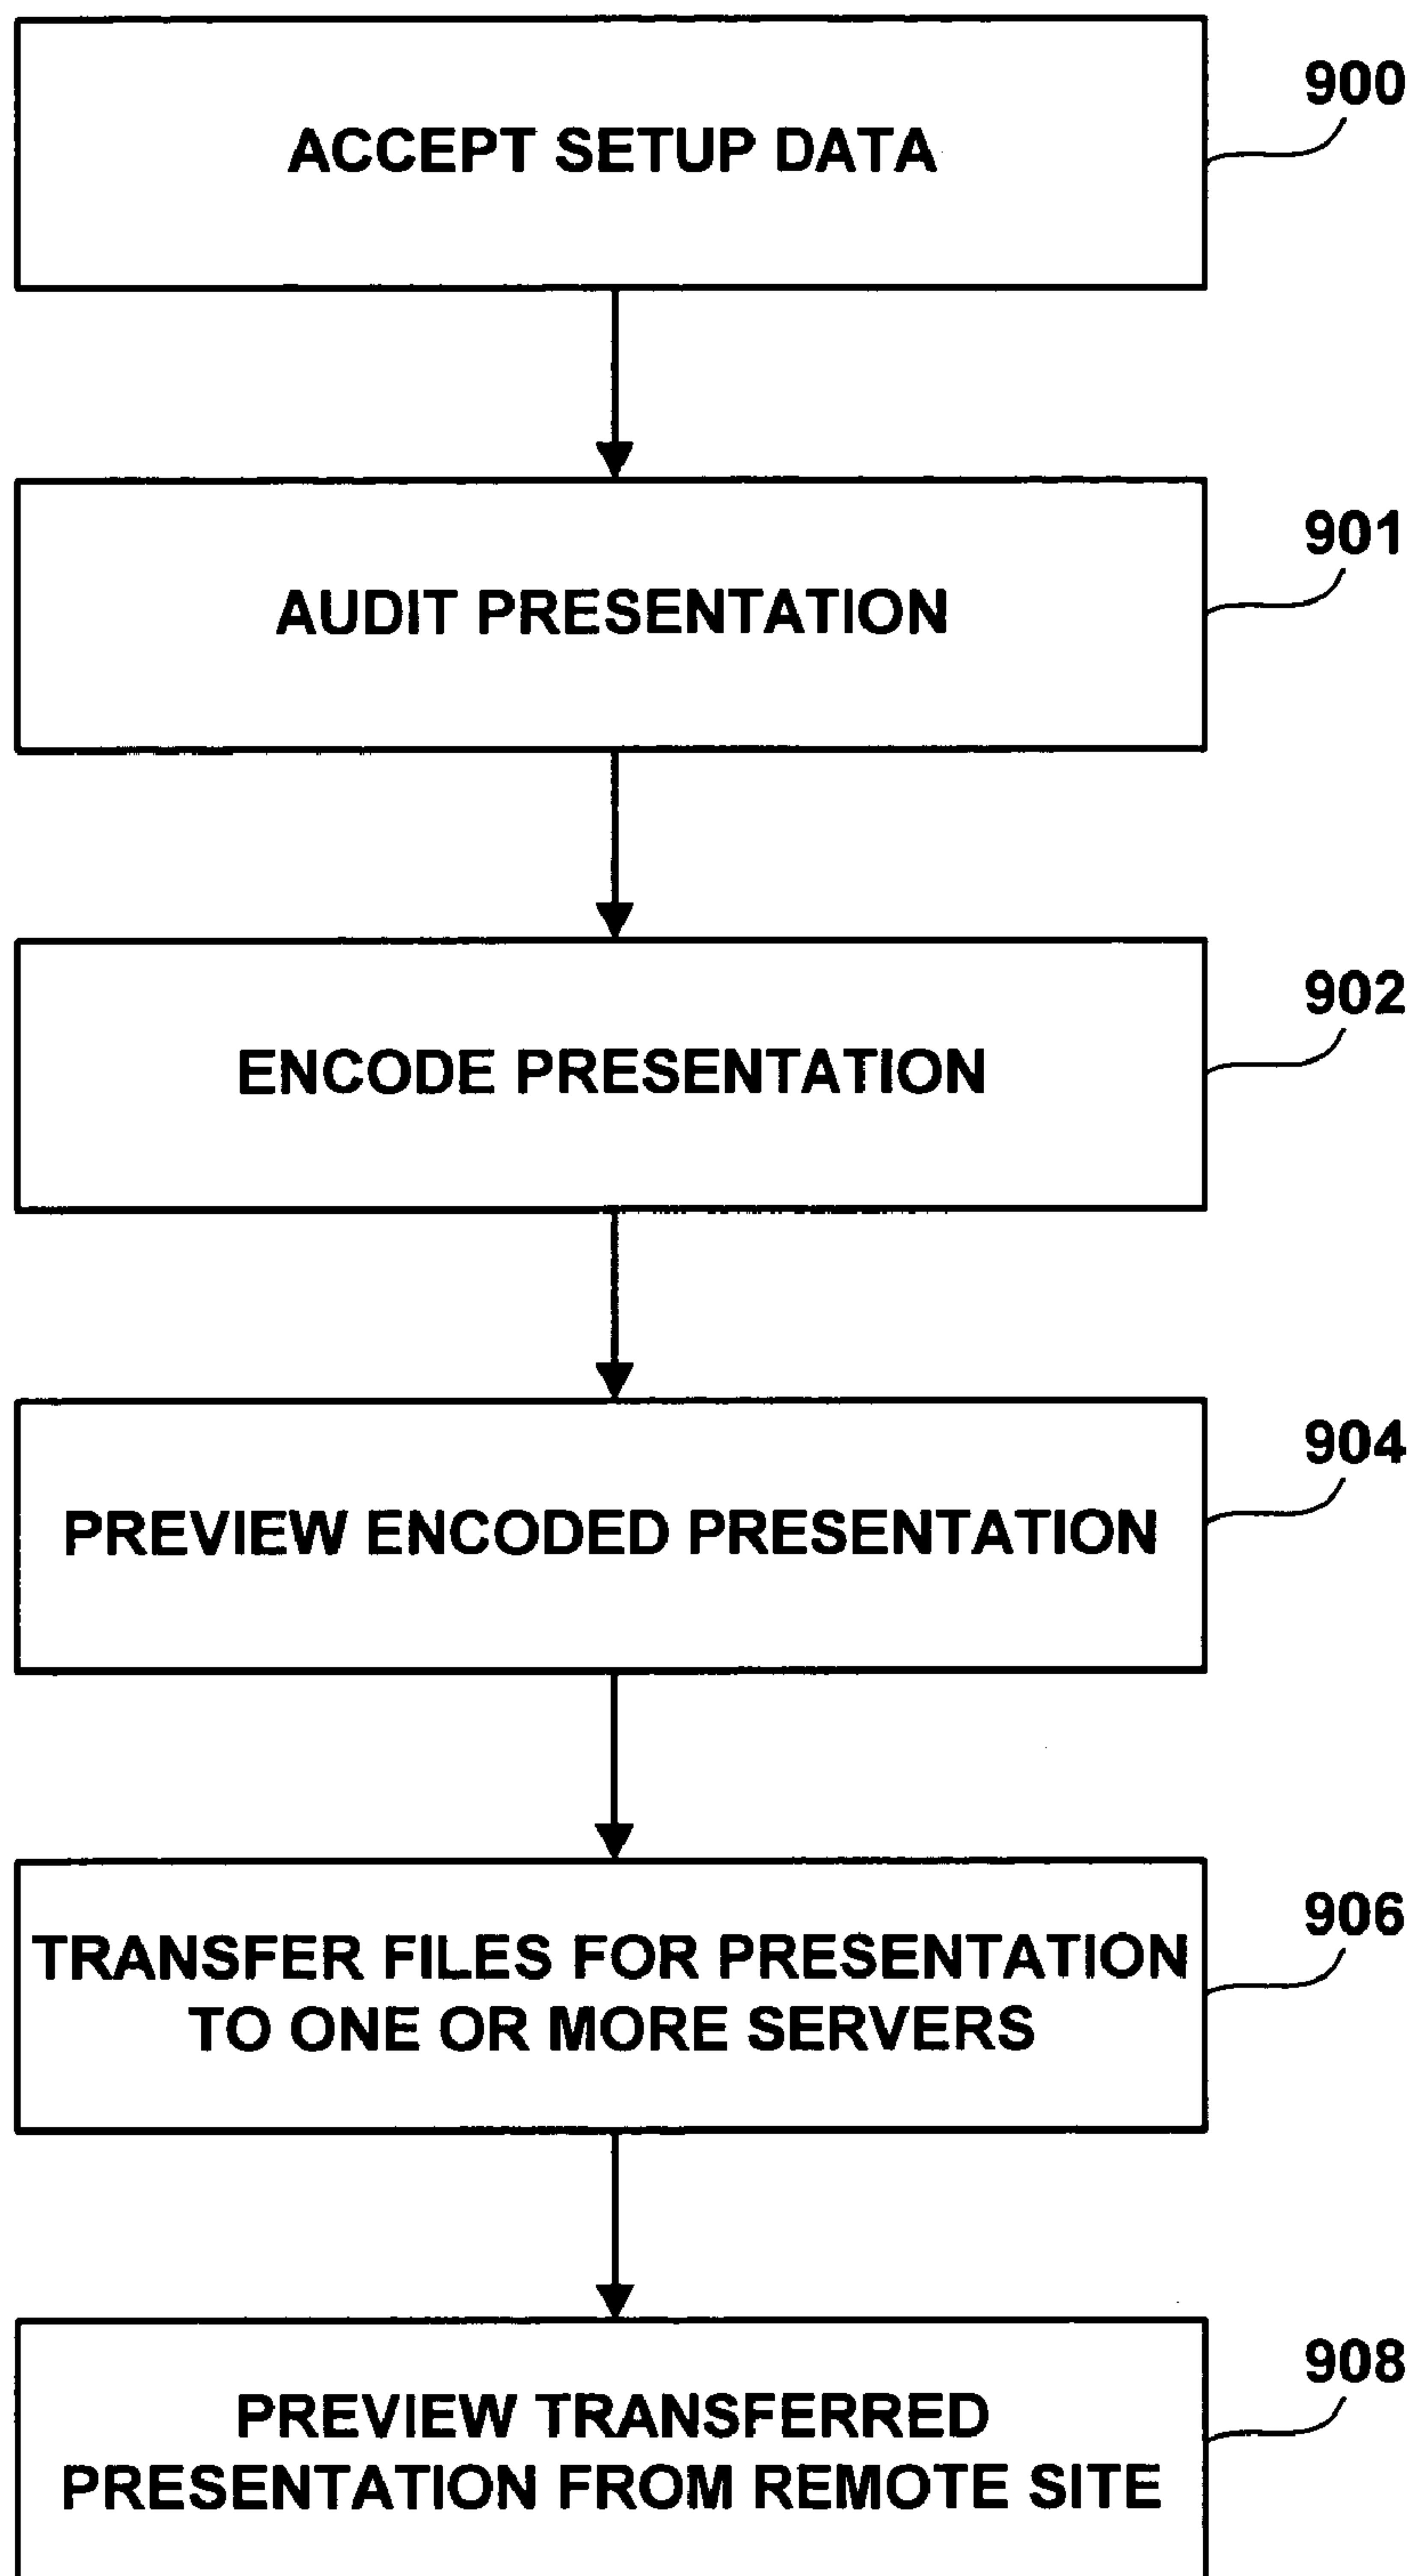 ACCEPT SETUP DATA
900
AUDIT PRESENTATION
901
ENCODE PRESENTATION
902
PREVIEW ENCODED PRESENTATION
904
TRANSFER FILES FOR PRESENTATION
TO ONE OR MORE SERVERS
906
PREVIEW TRANSFERRED
PRESENTATION FROM REMOTE SITE
908